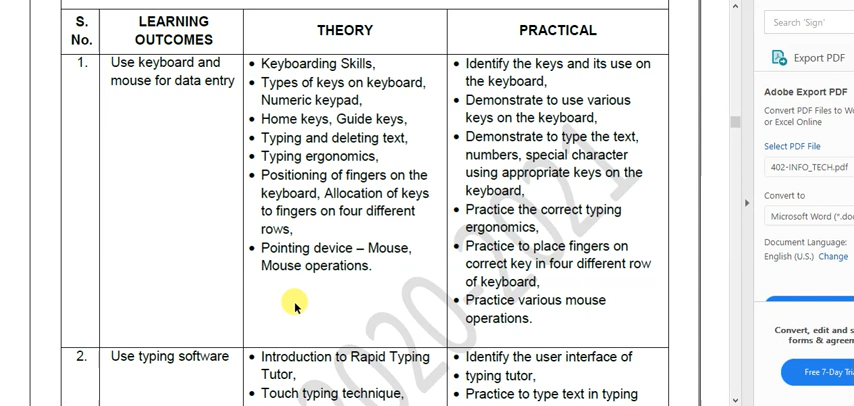 S. No.
LEARNING OUTCOMES
THEORY
PRACTICAL
1.
Use keyboard and
mouse for data entry
• Keyboarding Skills,
• Types of keys on keyboard,
Numeric keypad,
• Home keys, Guide keys,
• Typing and deleting text,
• Typing ergonomics,
• Positioning of fingers on the
keyboard, Allocation of keys
to fingers on four different
rows,
• Pointing device – Mouse,
Mouse operations.
• Identify the keys and its use on
the keyboard,
• Demonstrate to use various
keys on the keyboard,
• Demonstrate to type the text,
numbers, special character
using appropriate keys on the
keyboard,
• Practice the correct typing
ergonomics,
• Practice to place fingers on
correct key in four different row
of keyboard,
• Practice various mouse
operations.
2.
Use typing software
• Introduction to Rapid Typing
Tutor,
• Touch typing technique,
• Identify the user interface of
• typing tutor,
• Practice to type text in typing
2020-2021
Search 'Sign'
Export PDF
Adobe Export PDF
Convert PDF Files to
or Excel Online
Select PDF File
402-INFO_TECH.pdf
Convert to
Microsoft Word (*.do
Document Language:
English (U.S.) Change
Convert, edit and
forms & agree
Free 7-Day